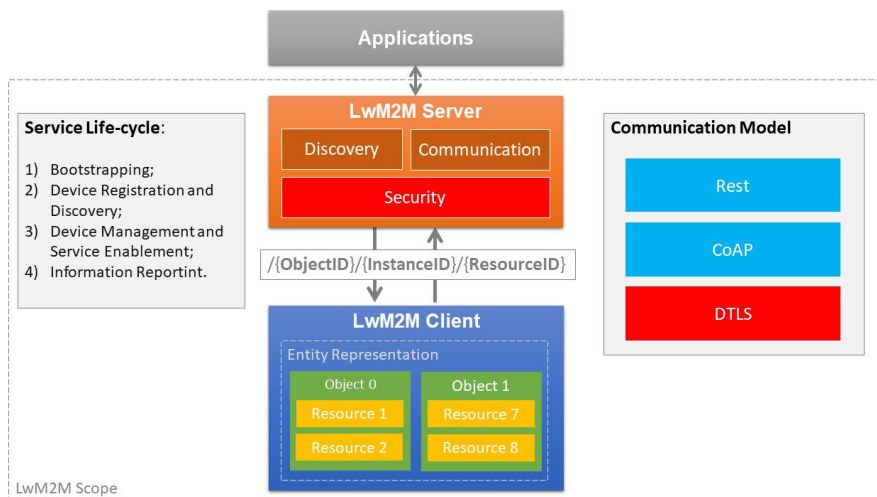 Applications
LwM2M Server
Discovery
Communication
Security
Service Life-cycle:
1) Bootstrapping;
2) Device Registration and
Discovery;
3) Device Management and
Service Enablement;
4) Information Reportint.
Communication Model
Rest
CoAP
DTLS
/{ObjectID}/{InstanceID}/{ResourceID}
LwM2M Client
Entity Representation
Object 0
Resource 1
Resource 2
Object 1
Resource 7
Resource 8
LwM2M Scope